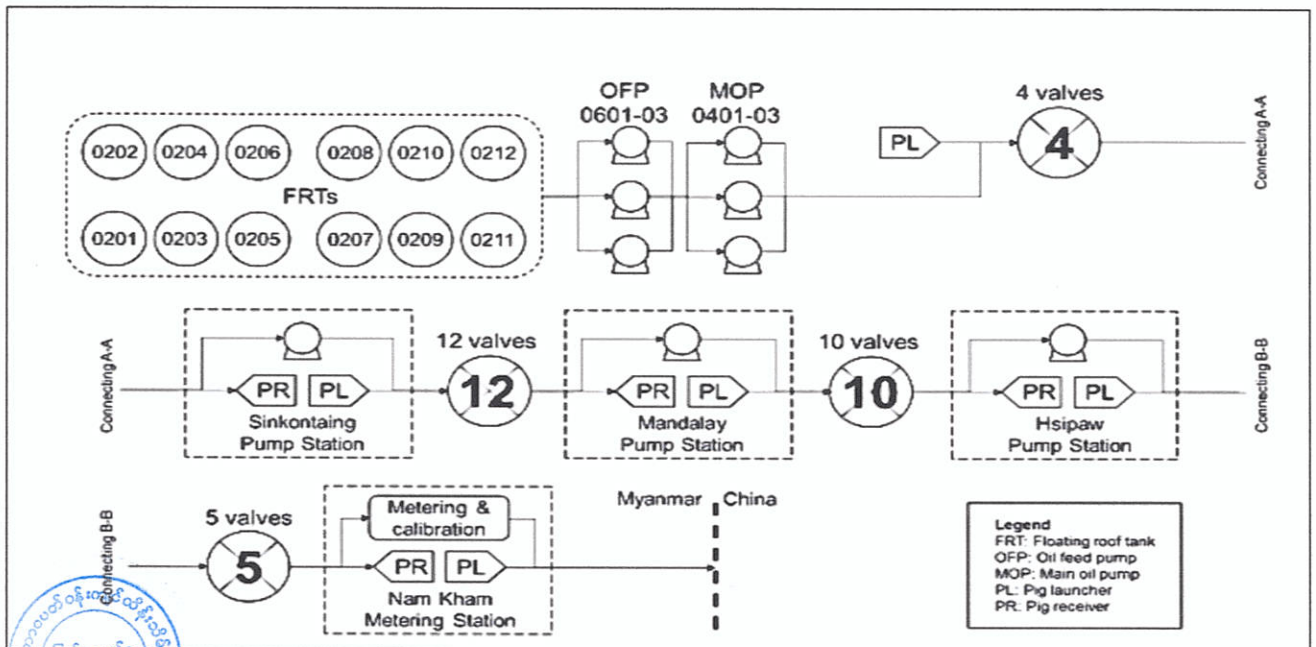 OFP MOP
0601-03 0401-03 4 valves
0202 0204 0206 0208 0210 0212
FRTs
0201 0203 0205 0207 0209 0211
PL
4
Connecting A-A
Connecting A-A
12 valves
10 valves
PR PL
12
PR PL
10
PR PL
Sinkontaing
Pump Station
Mandalay
Pump Station
Hsipaw
Pump Station
Connecting B-B
Connecting B-B
5 valves
5
Metering &
calibration
PR PL
Nam Kham
Metering Station
Myanmar China
Legend
FRT: Floating roof tank
OFP: Oil feed pump
MOP: Main oil pump
PL: Pig launcher
PR: Pig receiver